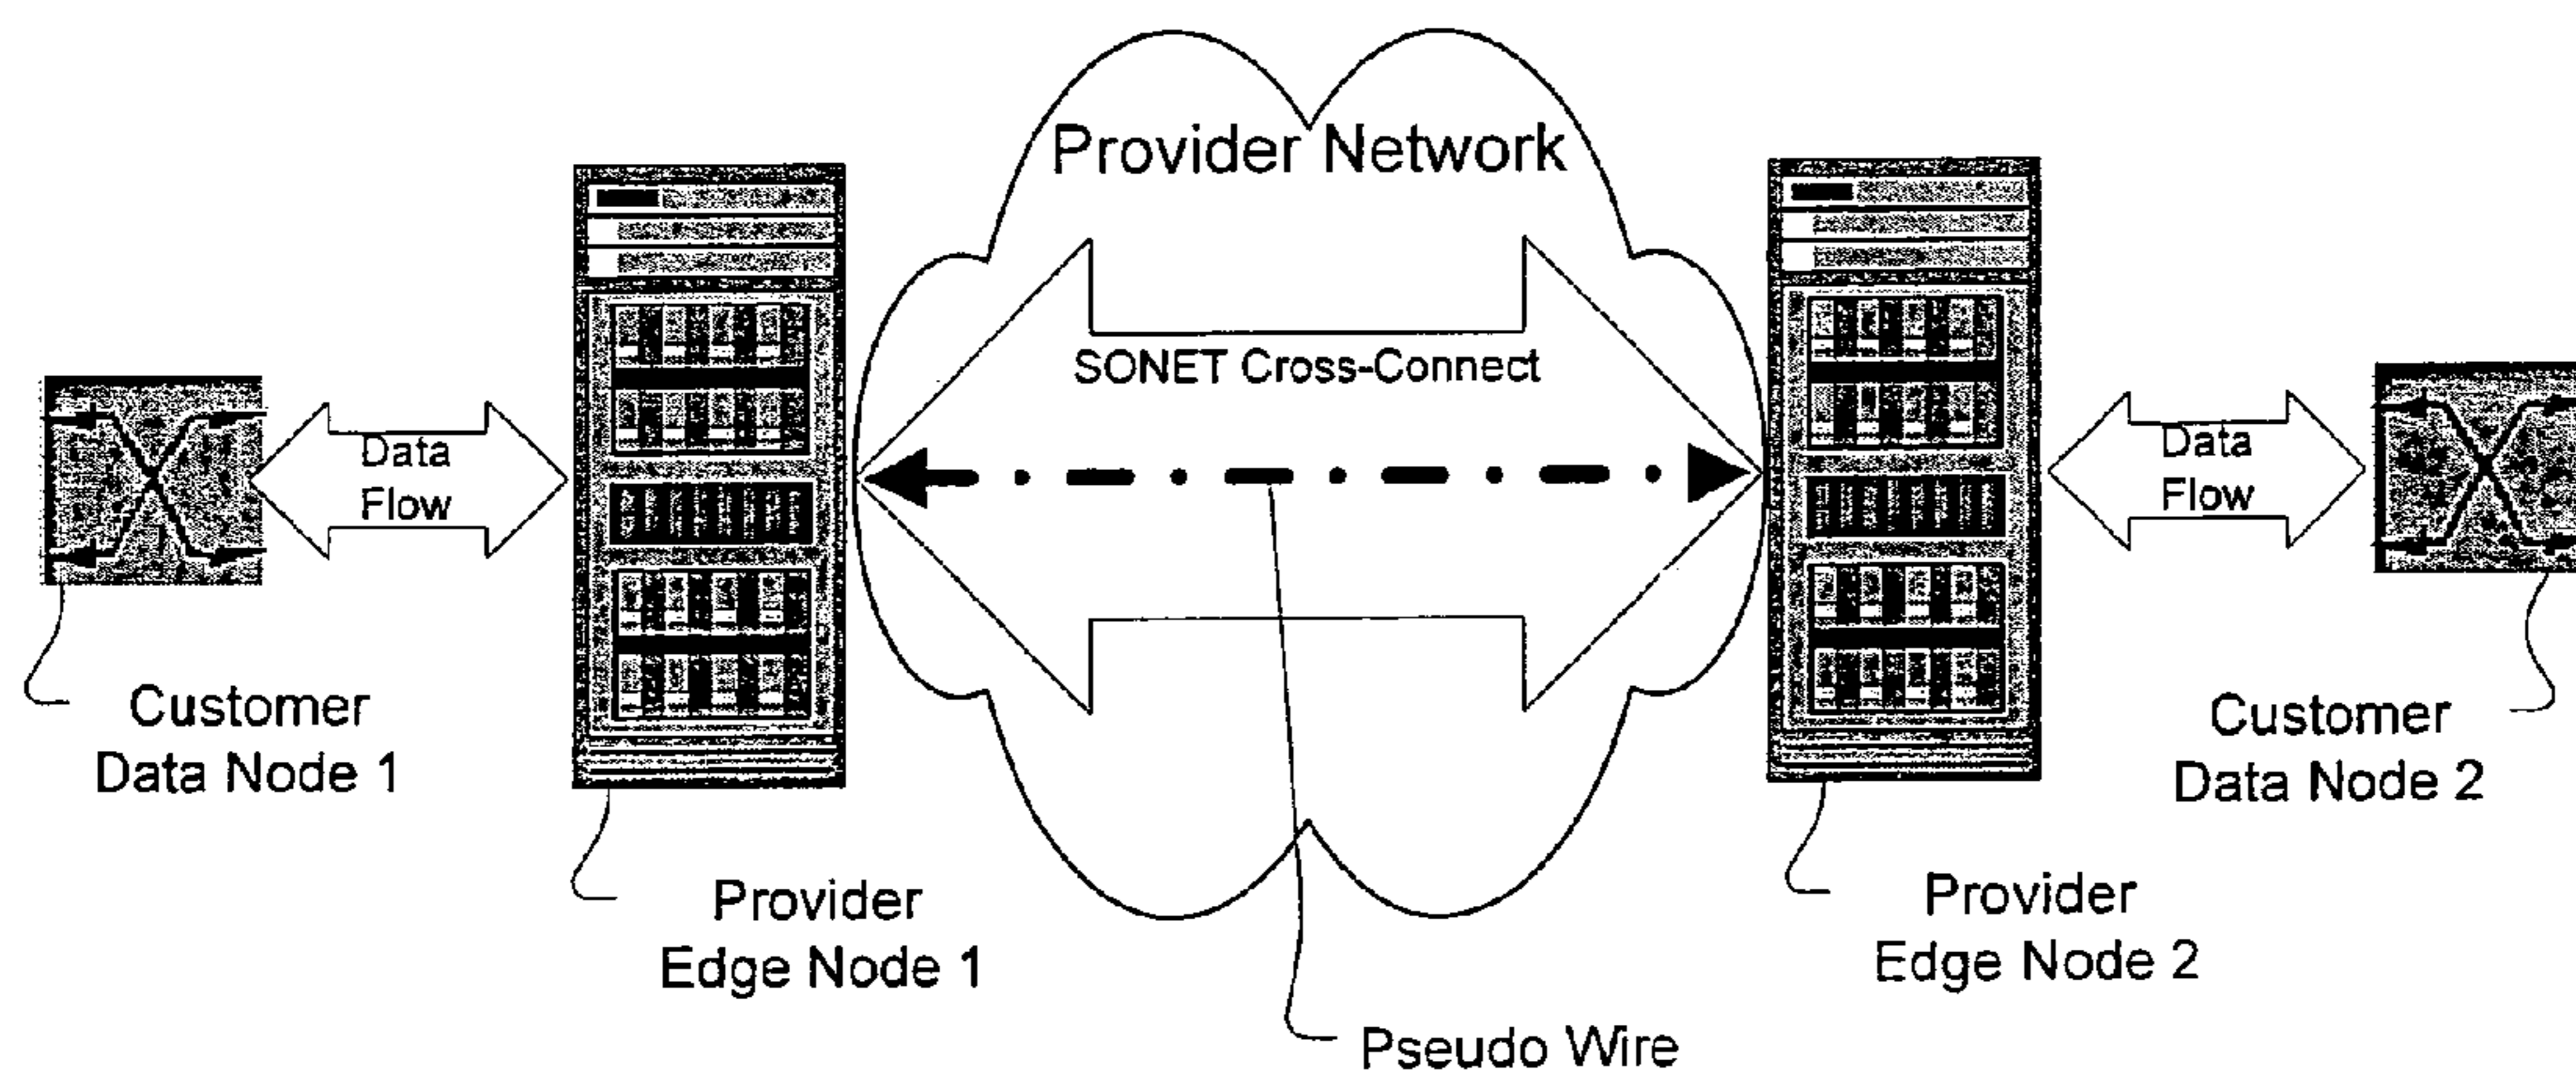 Provider Network
SONET Cross-Connect
Data
Flow
Data
Flow
Customer
Data Node 1
Customer
Data Node 2
Provider
Edge Node 1
Provider
Edge Node 2
Pseudo Wire